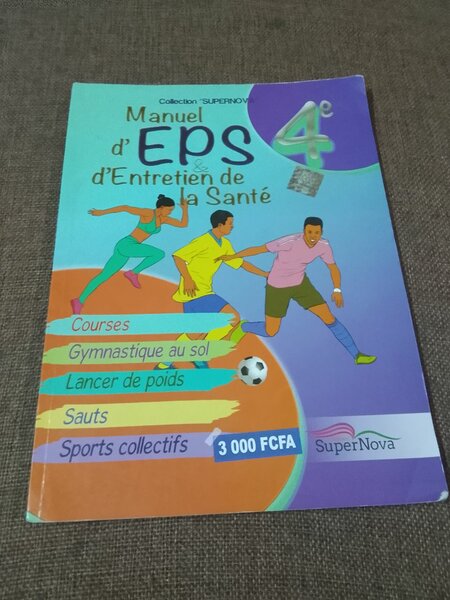 Collection "SUPERNOVA"
Manuel
d' EPS 4e
&
d'Entretien de
la Santé
Courses
Gymnastique au sol
Lancer de poids
Sauts
Sports collectifs
3 000 FCFA
SuperNova